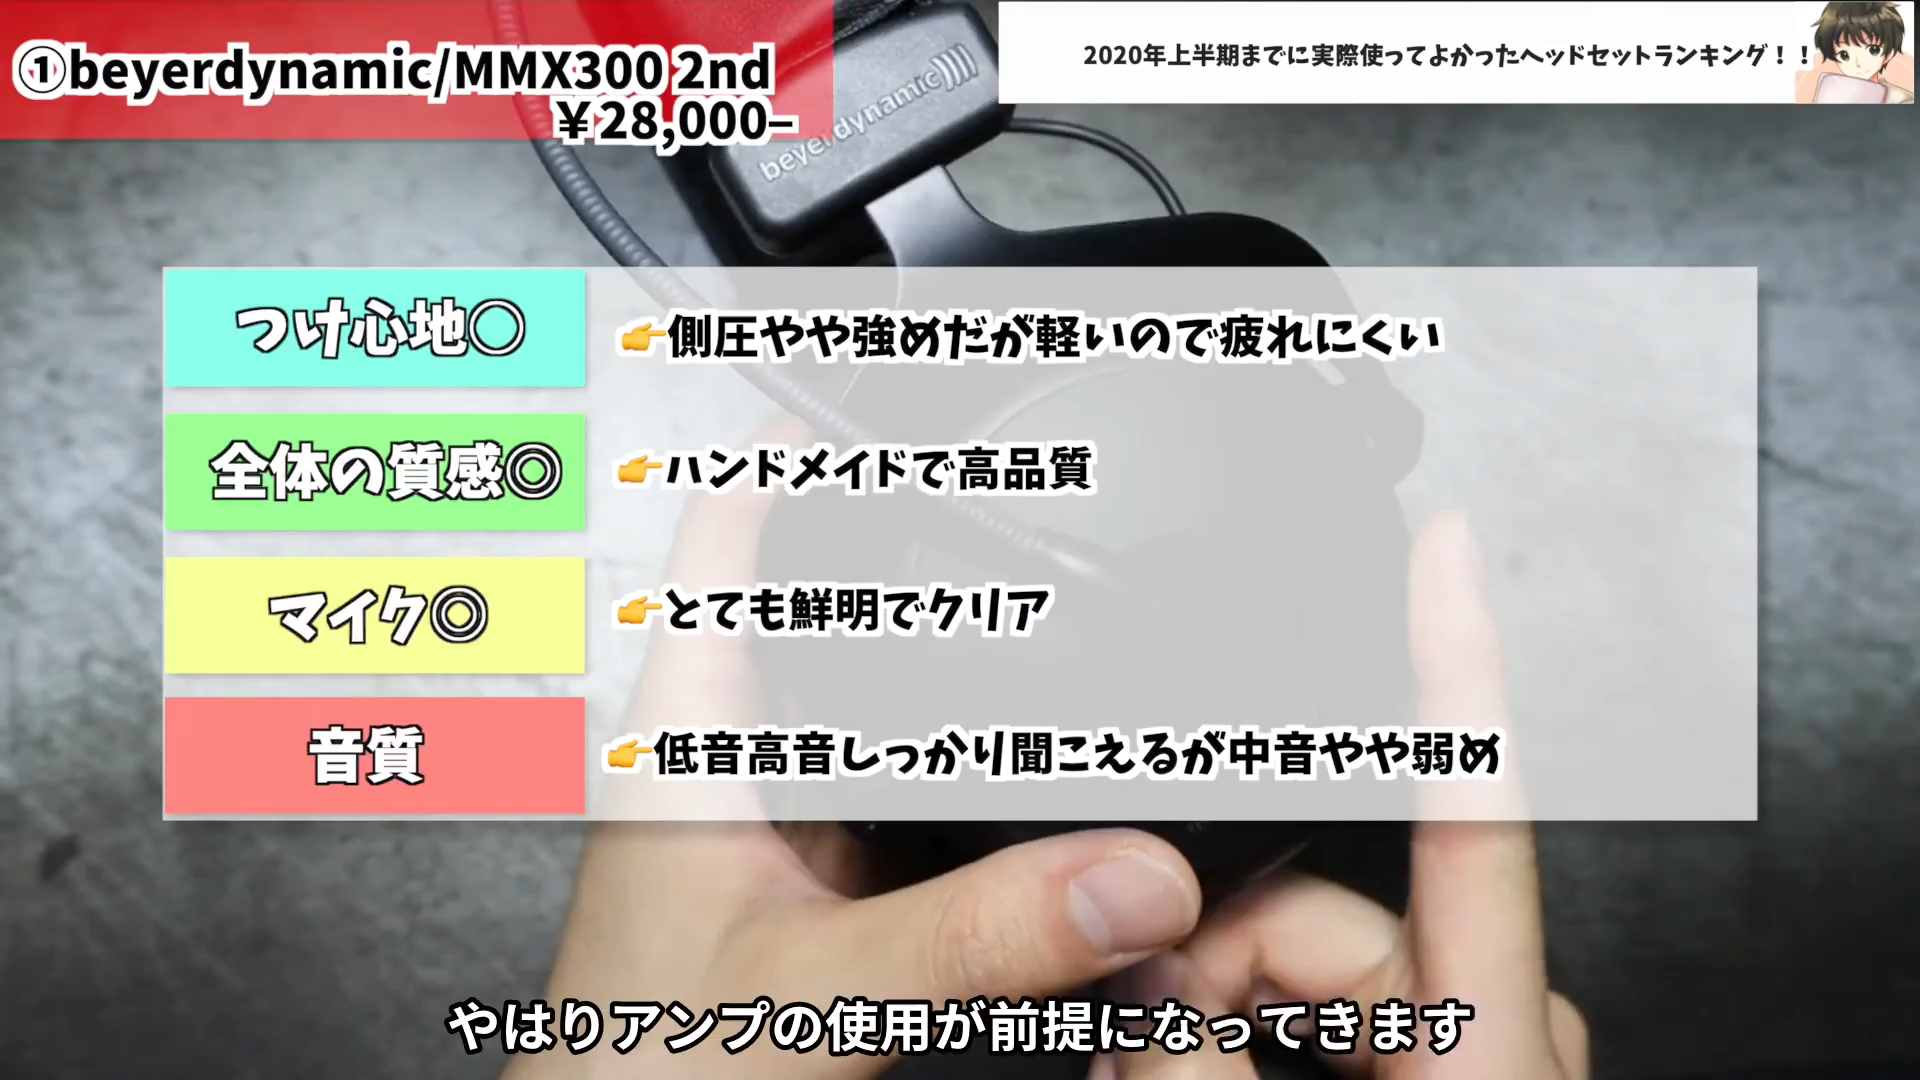 ①beyerdynamic/MMX300 2nd
￥28,000–
2020年上半期までに実際使ってよかったヘッドセットランキング！！
beyerdynamic
つけ心地○
👉側圧やや強めだが軽いので疲れにくい
全体の質感◎
👉ハンドメイドで高品質
マイク◎
👉とても鮮明でクリア
音質
👉低音高音しっかり聞こえるが中音やや弱め
やはりアンプの使用が前提になってきます